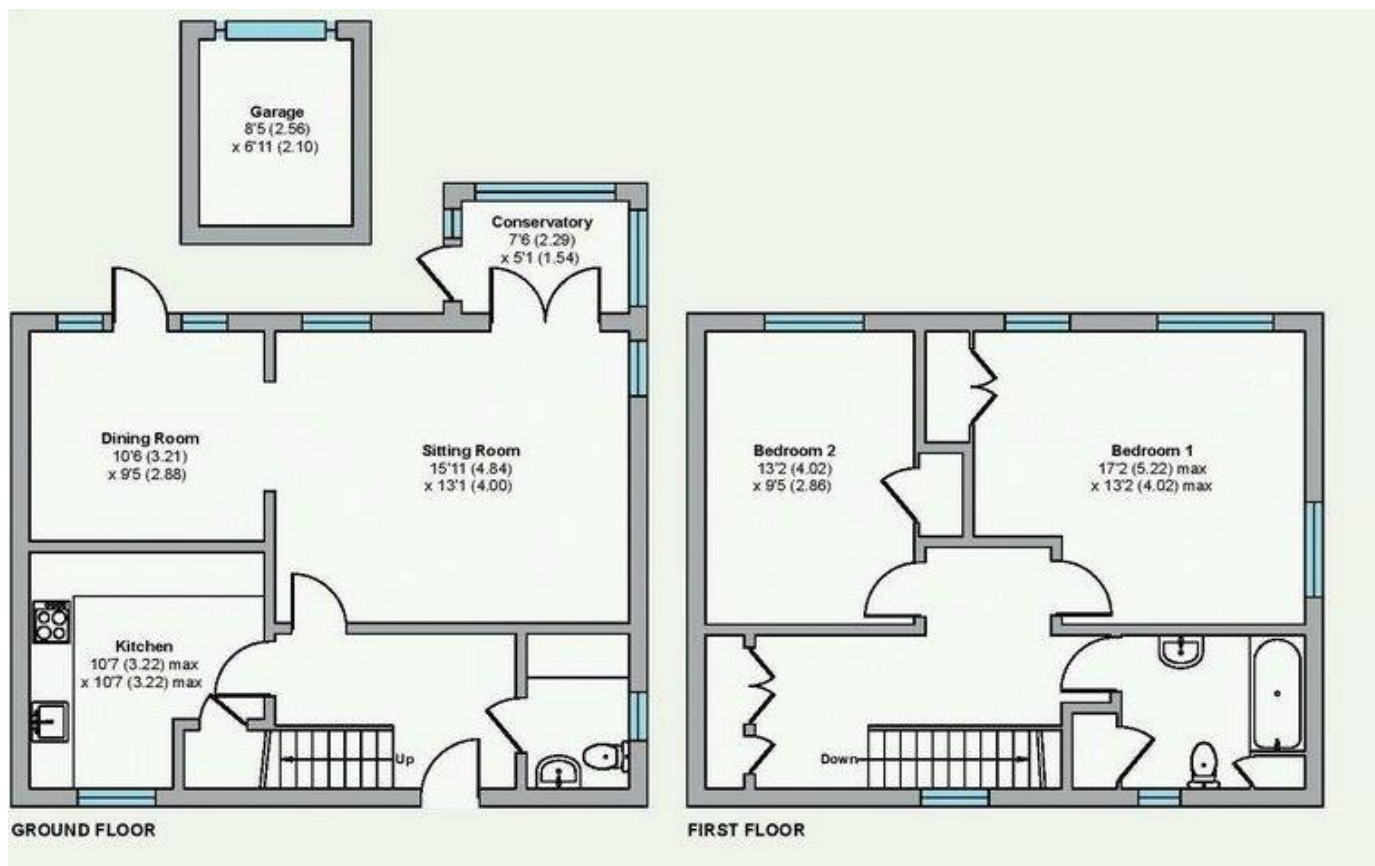 Garage
8'5 (2.56)
x 6'11 (2.10)
Conservatory
7'6 (2.29)
x 5'1 (1.54)
Dining Room
10'6 (3.21)
x 9'5 (2.88)
Sitting Room
15'11 (4.84)
x 13'1 (4.00)
Kitchen
10'7 (3.22) max
x 10'7 (3.22) max
Up
GROUND FLOOR
Bedroom 2
13'2 (4.02)
x 9'5 (2.86)
Bedroom 1
17'2 (5.22) max
x 13'2 (4.02) max
Down
FIRST FLOOR